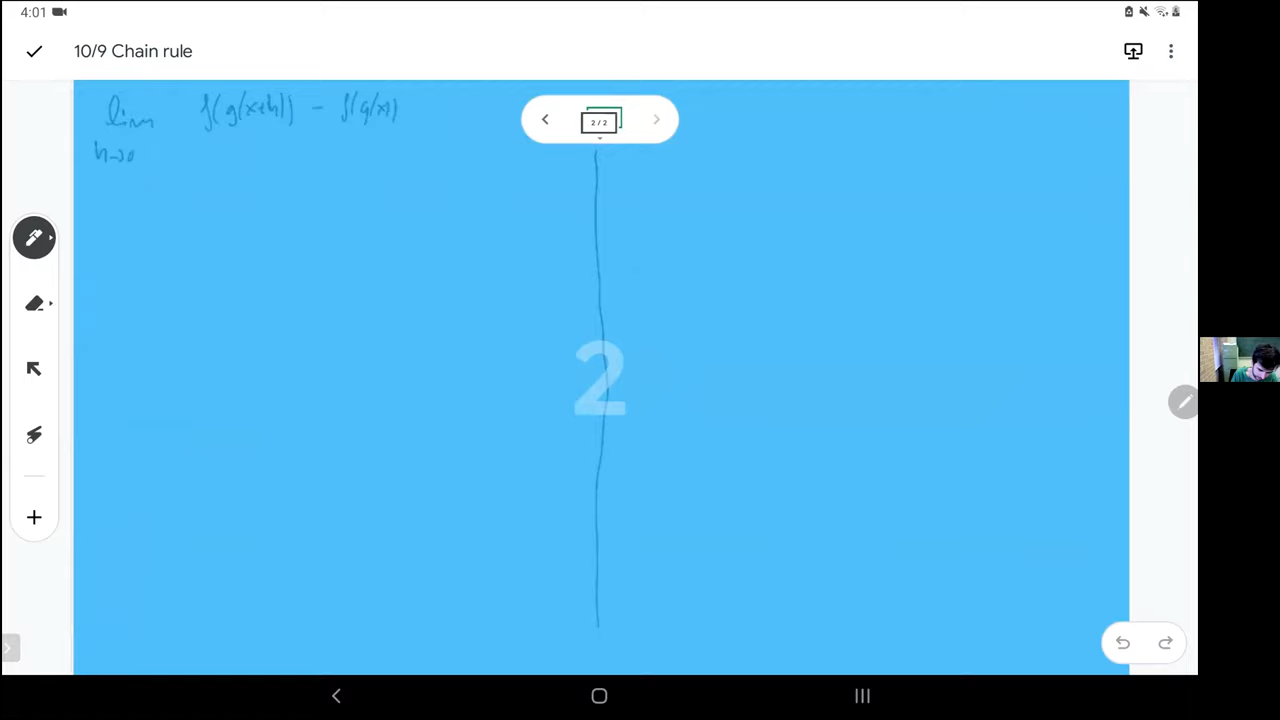 4:01
10/9 Chain rule
lim f(g(x+h)) - f(g(x))
h→0
2/2
2